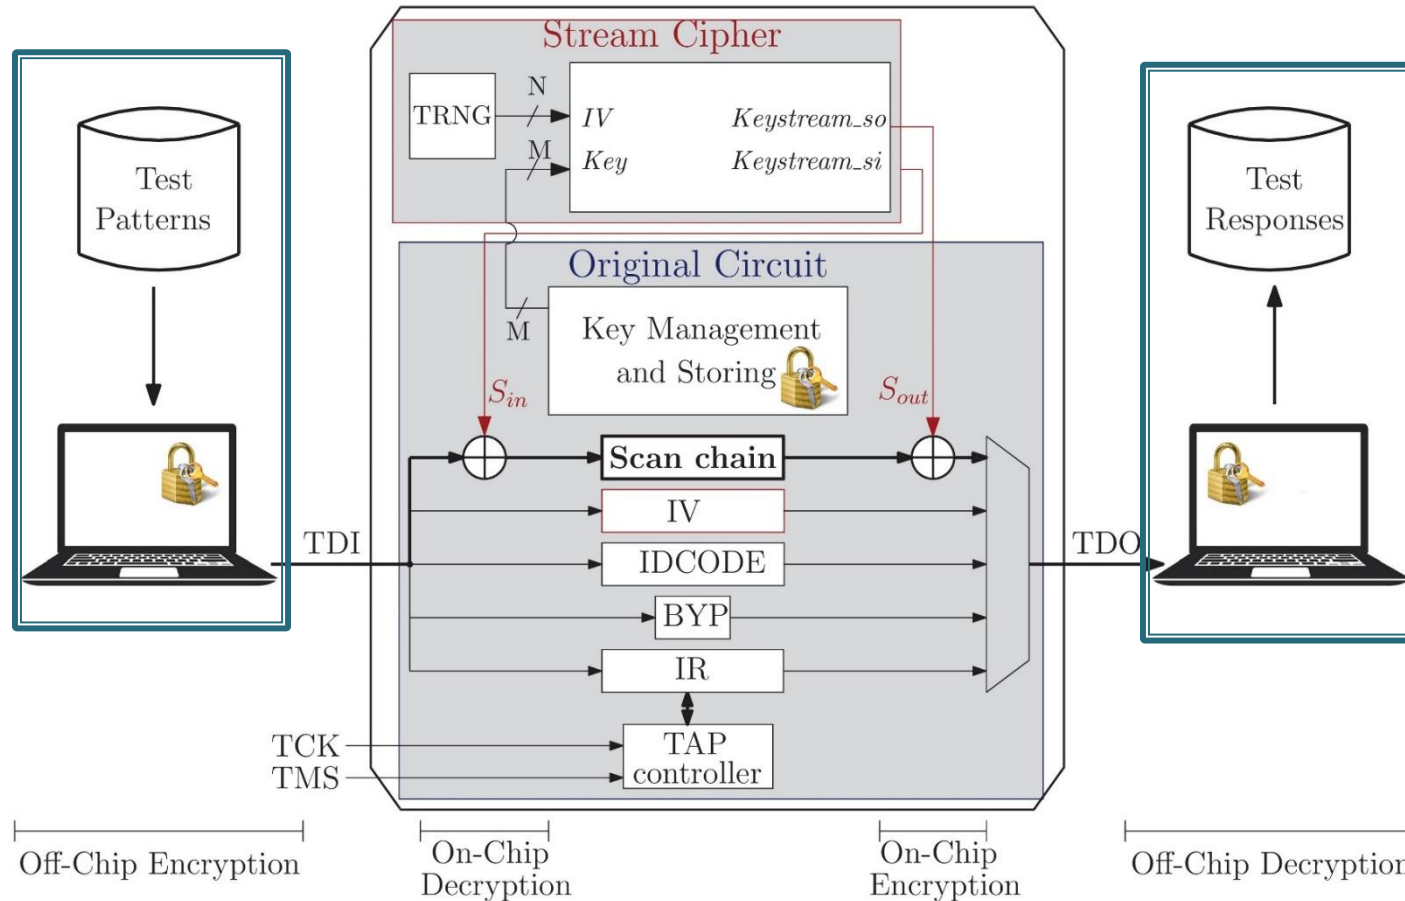 Stream Cipher
TRNG
N
M
IV
Key
Keystream_so
Keystream_si
Test
Patterns
Test
Responses
Original Circuit
M
Key Management
and Storing
S_in
S_out
Scan chain
IV
TDI
IDCODE
TDO
BYP
IR
TCK
TMS
TAP
controller
Off-Chip Encryption
On-Chip
Decryption
On-Chip
Encryption
Off-Chip Decryption